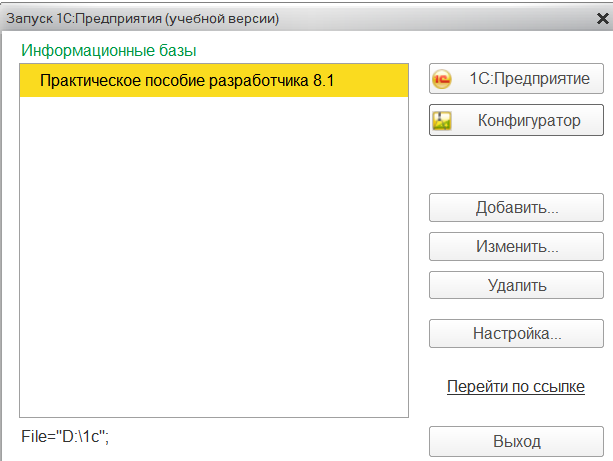 Запуск 1С:Предприятия (учебной версии)
Информационные базы
Практическое пособие разработчика 8.1
1С:Предприятие
Конфигуратор
Добавить...
Изменить...
Удалить
Настройка...
Перейти по ссылке
File="D:\1c";
Выход